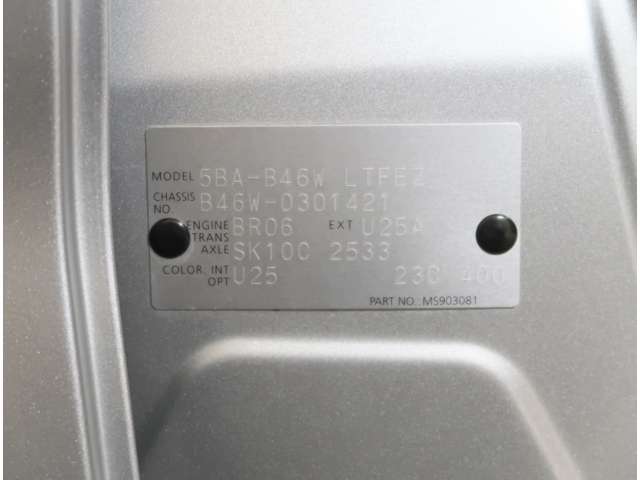 MODEL 5BA-B46W LTFEZ
CHASSIS NO. B46W-0301421
ENGINE BR06 EXT U25A
TRANS AXLE SK10C 2533
COLOR, INT OPT U25 23C 400
PART NO.: MS903081